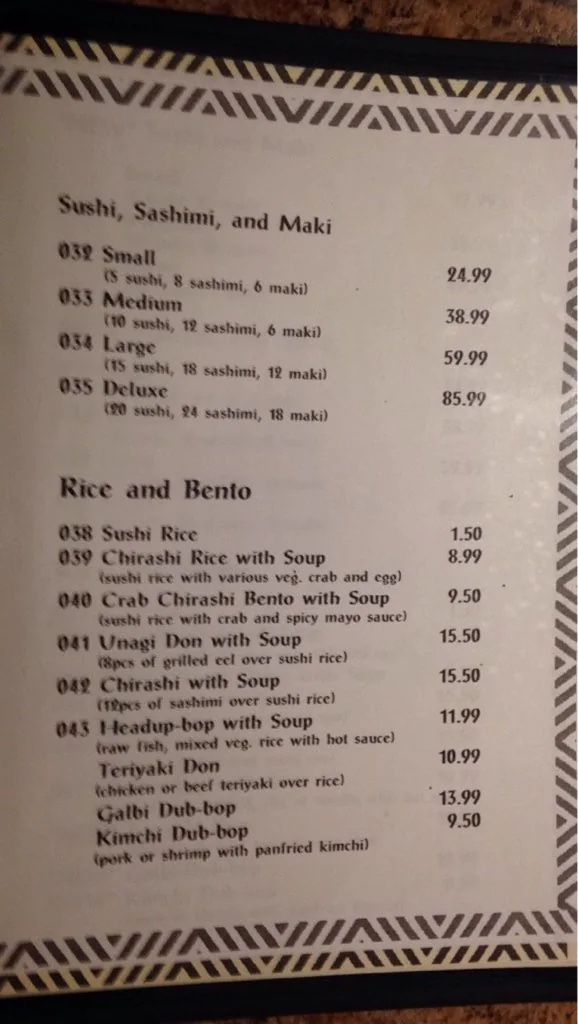 Sushi, Sashimi, and Maki
032 Small 24.99
(5 sushi, 8 sashimi, 6 maki)
033 Medium 38.99
(10 sushi, 12 sashimi, 6 maki)
034 Large 59.99
(15 sushi, 18 sashimi, 12 maki)
035 Deluxe 85.99
(20 sushi, 24 sashimi, 18 maki)
Rice and Bento
038 Sushi Rice 1.50
039 Chirashi Rice with Soup 8.99
(sushi rice with various veg. crab and egg)
040 Crab Chirashi Bento with Soup 9.50
(sushi rice with crab and spicy mayo sauce)
041 Unagi Don with Soup 15.50
(8pcs of grilled eel over sushi rice)
042 Chirashi with Soup 15.50
(12pcs of sashimi over sushi rice)
043 Headup-bop with Soup 11.99
(raw fish, mixed veg. rice with hot sauce)
Teriyaki Don 10.99
(chicken or beef teriyaki over rice)
Galbi Dub-bop 13.99
Kimchi Dub-bop 9.50
(pork or shrimp with panfried kimchi)